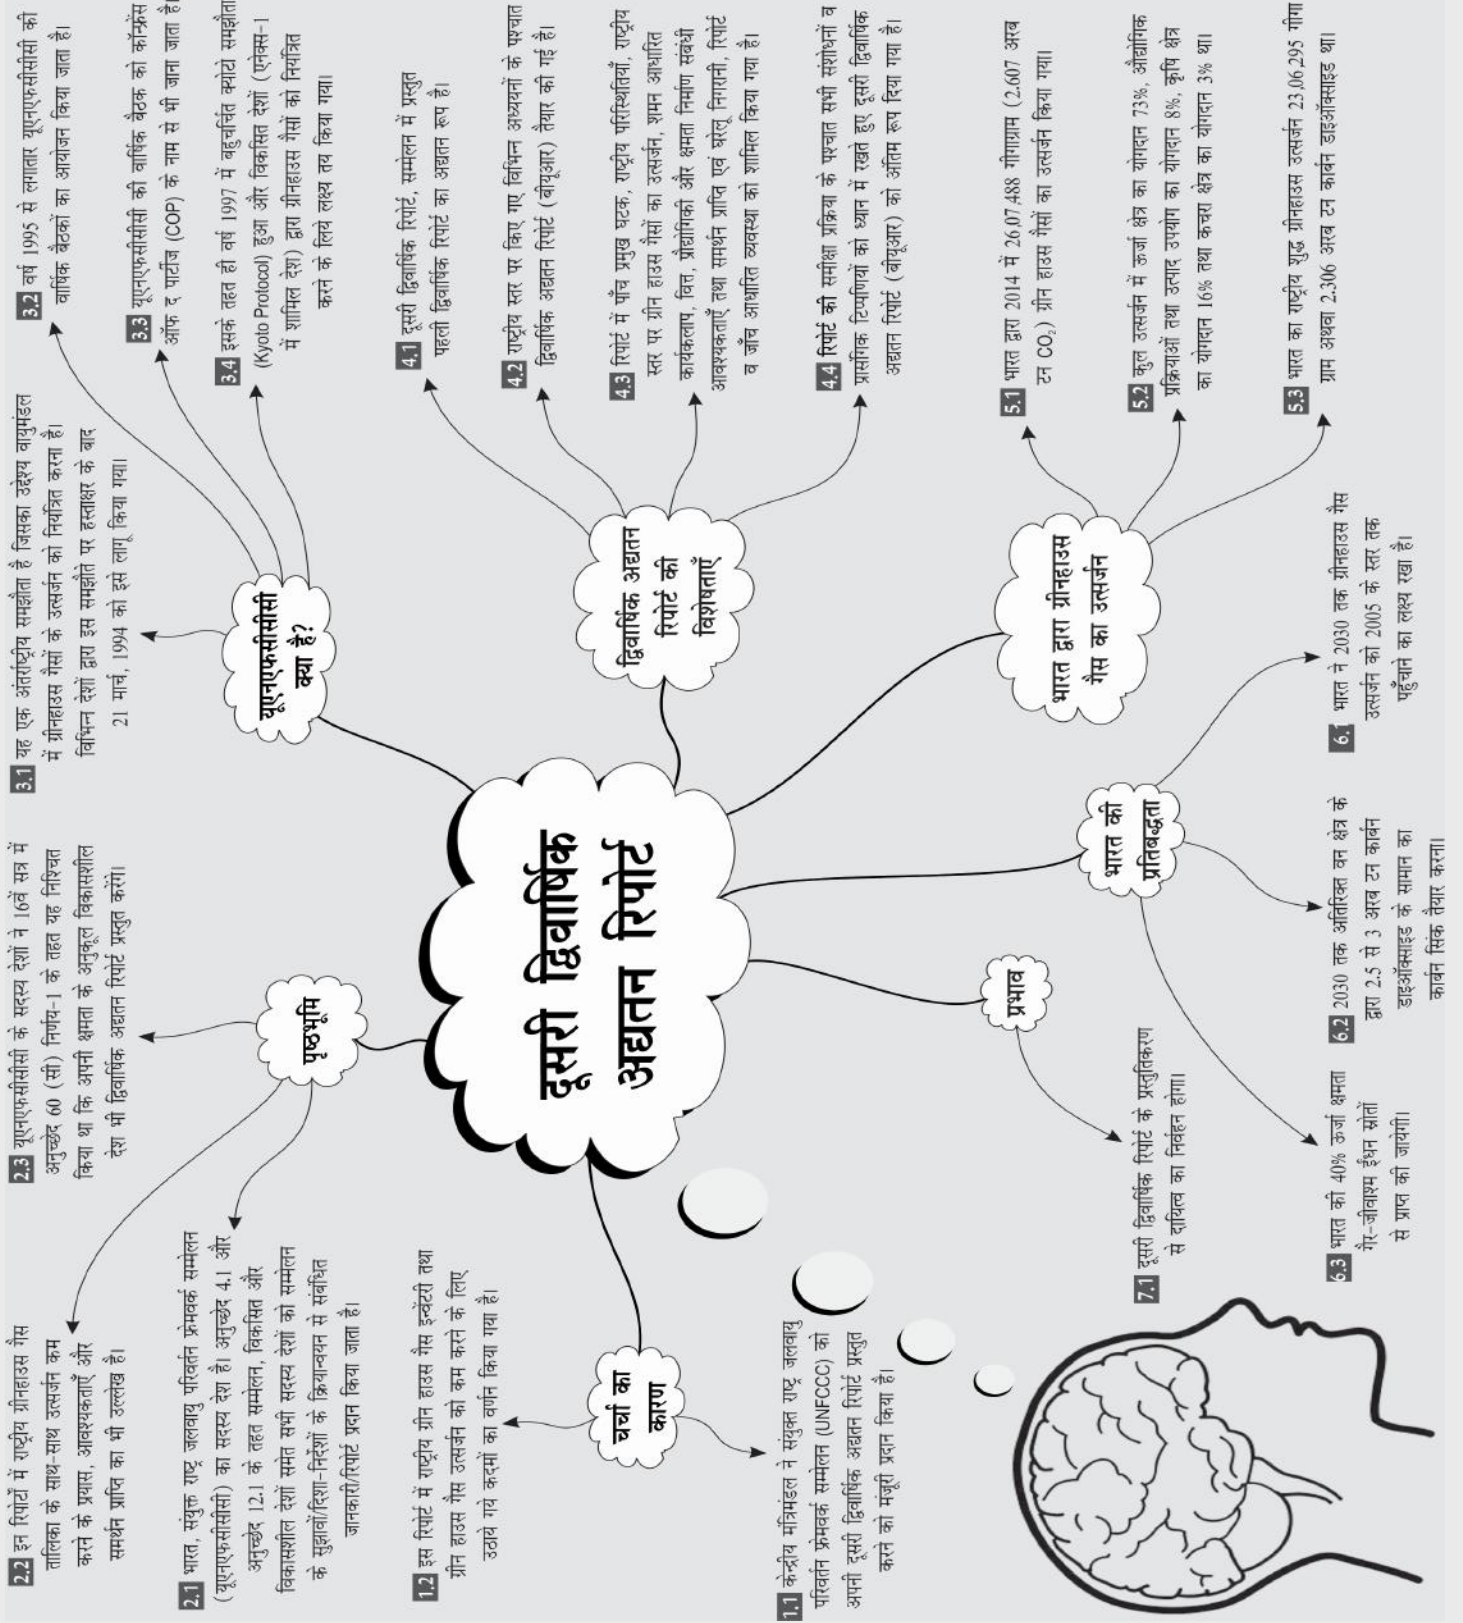 दूसरी द्विवार्षिक
अद्यतन रिपोर्ट
चर्चा का
कारण
1.1 केन्द्रीय मंत्रिमंडल ने संयुक्त राष्ट्र जलवायु
परिवर्तन फ्रेमवर्क सम्मेलन (UNFCCC) को
अपनी दूसरी द्विवार्षिक अद्यतन रिपोर्ट प्रस्तुत
करने को मंजूरी प्रदान किया है।
1.2 इस रिपोर्ट में राष्ट्रीय ग्रीन हाउस गैस इन्वेंटरी तथा
ग्रीन हाउस गैस उत्सर्जन को कम करने के लिए
उठाये गये कदमों का वर्णन किया गया है।
पृष्ठभूमि
2.1 भारत, संयुक्त राष्ट्र जलवायु परिवर्तन फ्रेमवर्क सम्मेलन
(यूएनएफसीसीसी) का सदस्य देश है। अनुच्छेद 4.1 और
अनुच्छेद 12.1 के तहत सम्मेलन, विकसित और
विकासशील देशों समेत सभी सदस्य देशों को सम्मेलन
के सुझावों/दिशा-निर्देशों के क्रियान्वयन से संबंधित
जानकारी/रिपोर्ट प्रदान किया जाता है।
2.2 इन रिपोर्टों में राष्ट्रीय ग्रीनहाउस गैस
तालिका के साथ-साथ उत्सर्जन कम
करने के प्रयास, आवश्यकताएँ और
समर्थन प्राप्ति का भी उल्लेख है।
2.3 यूएनएफसीसीसी के सदस्य देशों ने 16वें सत्र में
अनुच्छेद 60 (सी) निर्णय-1 के तहत यह निश्चित
किया था कि अपनी क्षमता के अनुकूल विकासशील
देश भी द्विवार्षिक अद्यतन रिपोर्ट प्रस्तुत करेंगे।
यूएनएफसीसीसी
क्या है?
3.1 यह एक अंतर्राष्ट्रीय समझौता है जिसका उद्देश्य वायुमंडल
में ग्रीनहाउस गैसों के उत्सर्जन को नियंत्रित करना है।
विभिन्न देशों द्वारा इस समझौते पर हस्ताक्षर के बाद
21 मार्च, 1994 को इसे लागू किया गया।
3.2 वर्ष 1995 से लगातार यूएनएफसीसीसी की
वार्षिक बैठकों का आयोजन किया जाता है।
3.3 यूएनएफसीसीसी की वार्षिक बैठक को कॉन्फ्रेंस
ऑफ द पार्टीज (COP) के नाम से भी जाना जाता है।
3.4 इसके तहत ही वर्ष 1997 में बहुचर्चित क्योटो समझौता
(Kyoto Protocol) हुआ और विकसित देशों (एनेक्स-1
में शामिल देश) द्वारा ग्रीनहाउस गैसों को नियंत्रित
करने के लिये लक्ष्य तय किया गया।
द्विवार्षिक अद्यतन
रिपोर्ट की
विशेषताएँ
4.1 दूसरी द्विवार्षिक रिपोर्ट, सम्मेलन में प्रस्तुत
पहली द्विवार्षिक रिपोर्ट का अद्यतन रूप है।
4.2 राष्ट्रीय स्तर पर किए गए विभिन्न अध्ययनों के पश्चात
द्विवार्षिक अद्यतन रिपोर्ट (बीयूआर) तैयार की गई है।
4.3 रिपोर्ट में पाँच प्रमुख घटक, राष्ट्रीय परिस्थितियाँ, राष्ट्रीय
स्तर पर ग्रीन हाउस गैसों का उत्सर्जन, शमन आधारित
कार्यकलाप, वित्त, प्रौद्योगिकी और क्षमता निर्माण संबंधी
आवश्यकताएँ तथा समर्थन प्राप्ति एवं घरेलू निगरानी, रिपोर्ट
व जाँच आधारित व्यवस्था को शामिल किया गया है।
4.4 रिपोर्ट की समीक्षा प्रक्रिया के पश्चात सभी संशोधनों व
प्रासंगिक टिप्पणियों को ध्यान में रखते हुए दूसरी द्विवार्षिक
अद्यतन रिपोर्ट (बीयूआर) को अंतिम रूप दिया गया है।
भारत द्वारा ग्रीनहाउस
गैस का उत्सर्जन
5.1 भारत द्वारा 2014 में 26,07,488 गीगाग्राम (2.607 अरब
टन CO₂) ग्रीन हाउस गैसों का उत्सर्जन किया गया।
5.2 कुल उत्सर्जन में ऊर्जा क्षेत्र का योगदान 73%, औद्योगिक
प्रक्रियाओं तथा उत्पाद उपयोग का योगदान 8%, कृषि क्षेत्र
का योगदान 16% तथा कचरा क्षेत्र का योगदान 3% था।
5.3 भारत का राष्ट्रीय शुद्ध ग्रीनहाउस उत्सर्जन 23,06,295 गीगा
ग्राम अथवा 2.306 अरब टन कार्बन डाइऑक्साइड था।
भारत की
प्रतिबद्धता
6.1 भारत ने 2030 तक ग्रीनहाउस गैस
उत्सर्जन को 2005 के स्तर तक
पहुँचाने का लक्ष्य रखा है।
6.2 2030 तक अतिरिक्त वन क्षेत्र के
द्वारा 2.5 से 3 अरब टन कार्बन
डाइऑक्साइड के सामान का
कार्बन सिंक तैयार करना।
6.3 भारत की 40% ऊर्जा क्षमता
गैर-जीवाश्म ईंधन स्रोतों
से प्राप्त की जायेगी।
प्रभाव
7.1 दूसरी द्विवार्षिक रिपोर्ट के प्रस्तुतिकरण
से दायित्व का निर्वहन होगा।